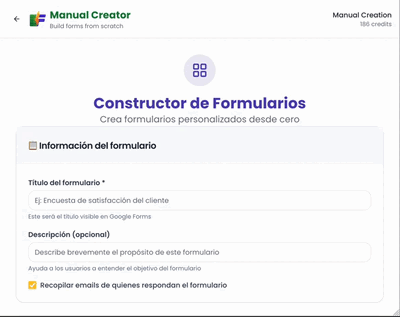 Manual Creator
Build forms from scratch
Manual Creation
186 credits
Constructor de Formularios
Crea formularios personalizados desde cero
Información del formulario
Título del formulario *
Ej: Encuesta de satisfacción del cliente
Este será el título visible en Google Forms
Descripción (opcional)
Describe brevemente el propósito de este formulario
Ayuda a los usuarios a entender el objetivo del formulario
Recopilar emails de quienes respondan el formulario